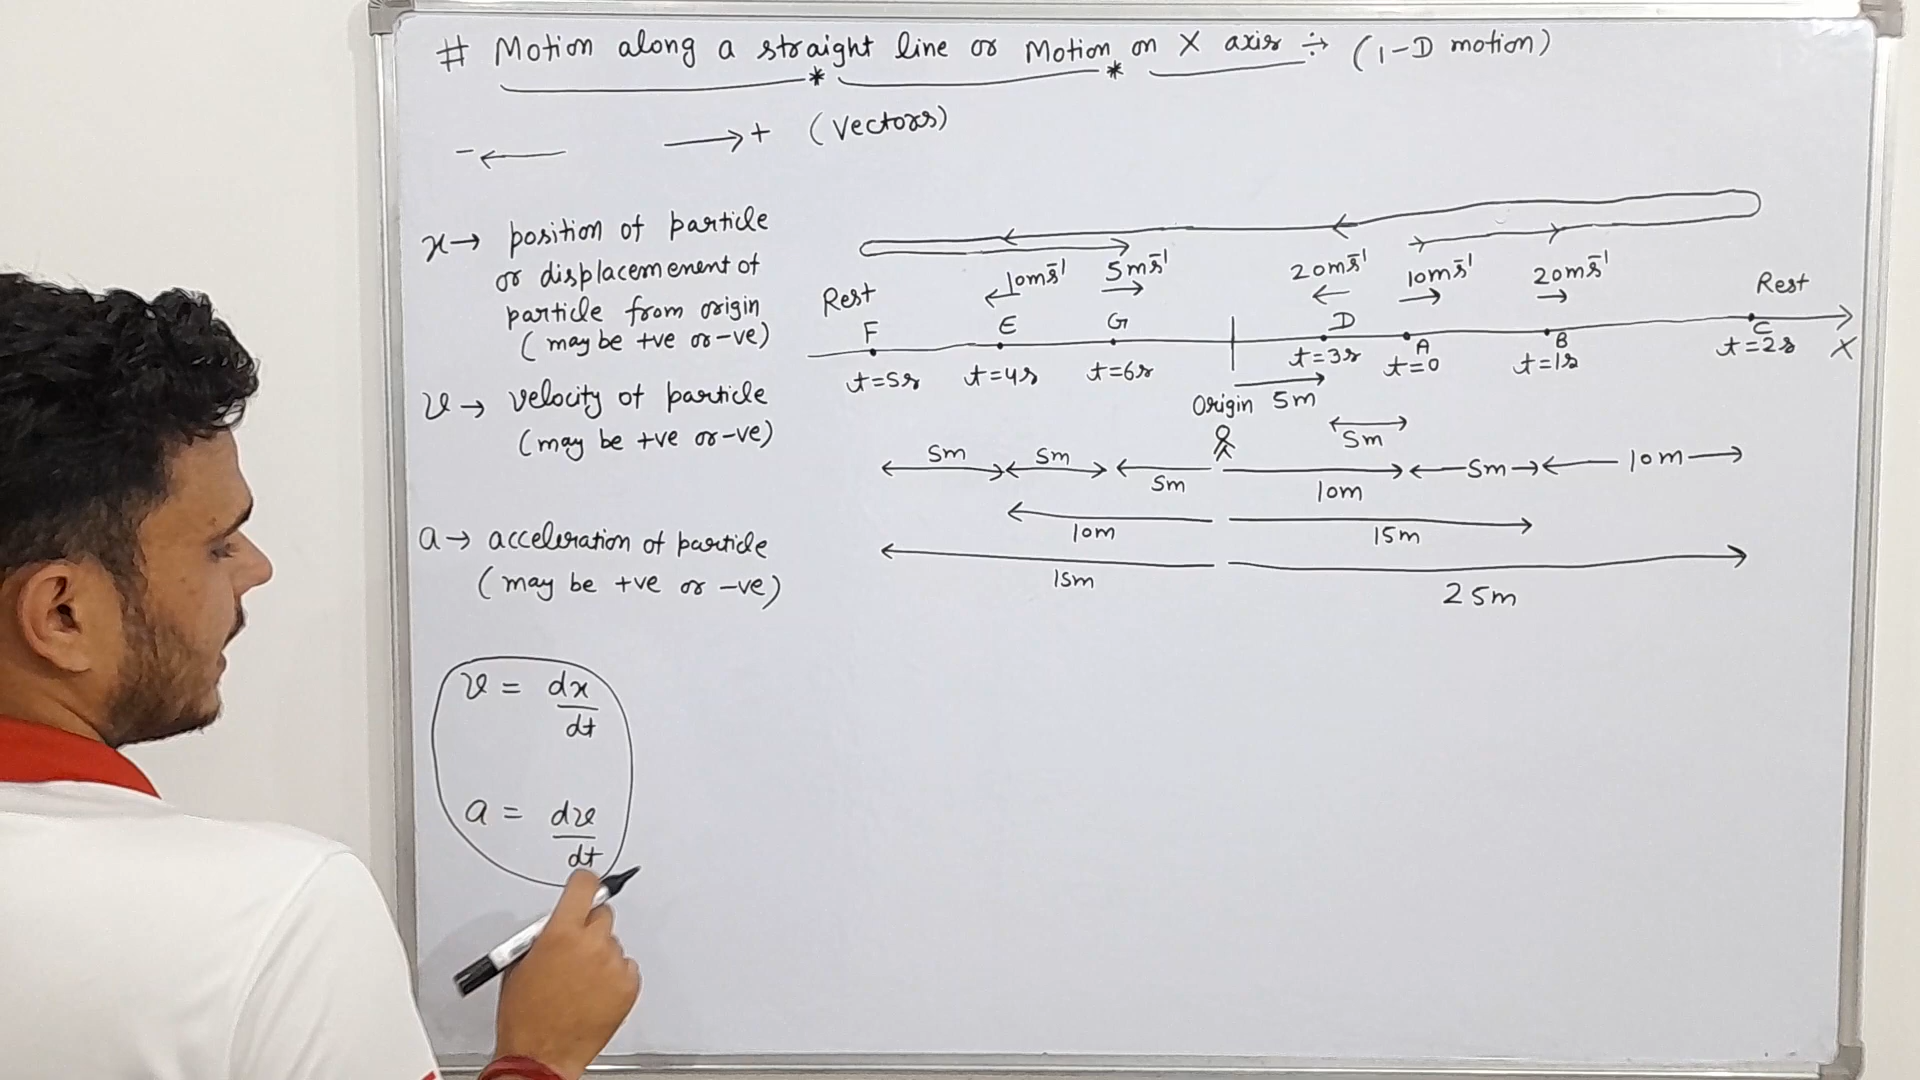 # Motion along a straight line or Motion on X axis ÷ (1-D motion)
- ← → + (Vectors)
x → position of particle
or displacemenent of
particle from origin
(may be +ve or -ve)
v → velocity of particle
(may be +ve or -ve)
a → acceleration of particle
(may be +ve or -ve)
v = dx/dt
a = dv/dt
10ms⁻¹ 5ms⁻¹ 20ms⁻¹ 10ms⁻¹ 20ms⁻¹
Rest Rest
F E G D A B C
t=5s t=4s t=6s t=3s t=0 t=1s t=2s X
Origin 5m
5m
5m 5m 5m 10m 5m 10m
10m 15m
15m 25m